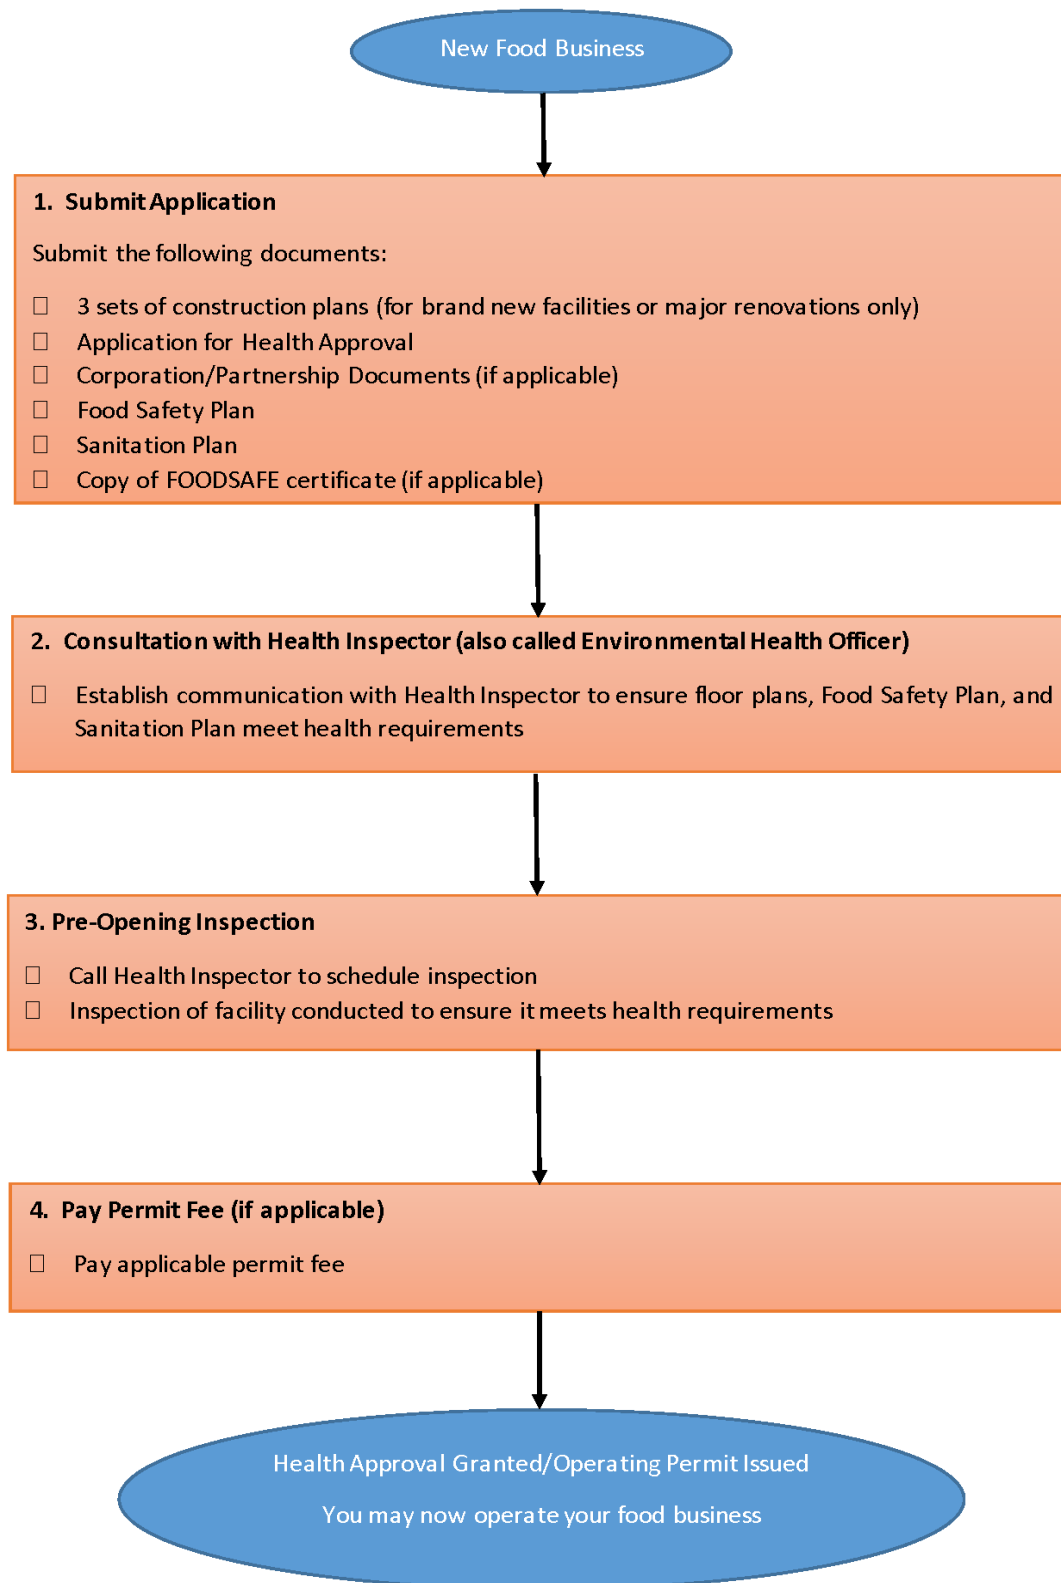 New Food Business
1. Submit Application
Submit the following documents:
☐ 3 sets of construction plans (for brand new facilities or major renovations only)
☐ Application for Health Approval
☐ Corporation/Partnership Documents (if applicable)
☐ Food Safety Plan
☐ Sanitation Plan
☐ Copy of FOODSAFE certificate (if applicable)
2. Consultation with Health Inspector (also called Environmental Health Officer)
☐ Establish communication with Health Inspector to ensure floor plans, Food Safety Plan, and
Sanitation Plan meet health requirements
3. Pre-Opening Inspection
☐ Call Health Inspector to schedule inspection
☐ Inspection of facility conducted to ensure it meets health requirements
4. Pay Permit Fee (if applicable)
☐ Pay applicable permit fee
Health Approval Granted/Operating Permit Issued
You may now operate your food business